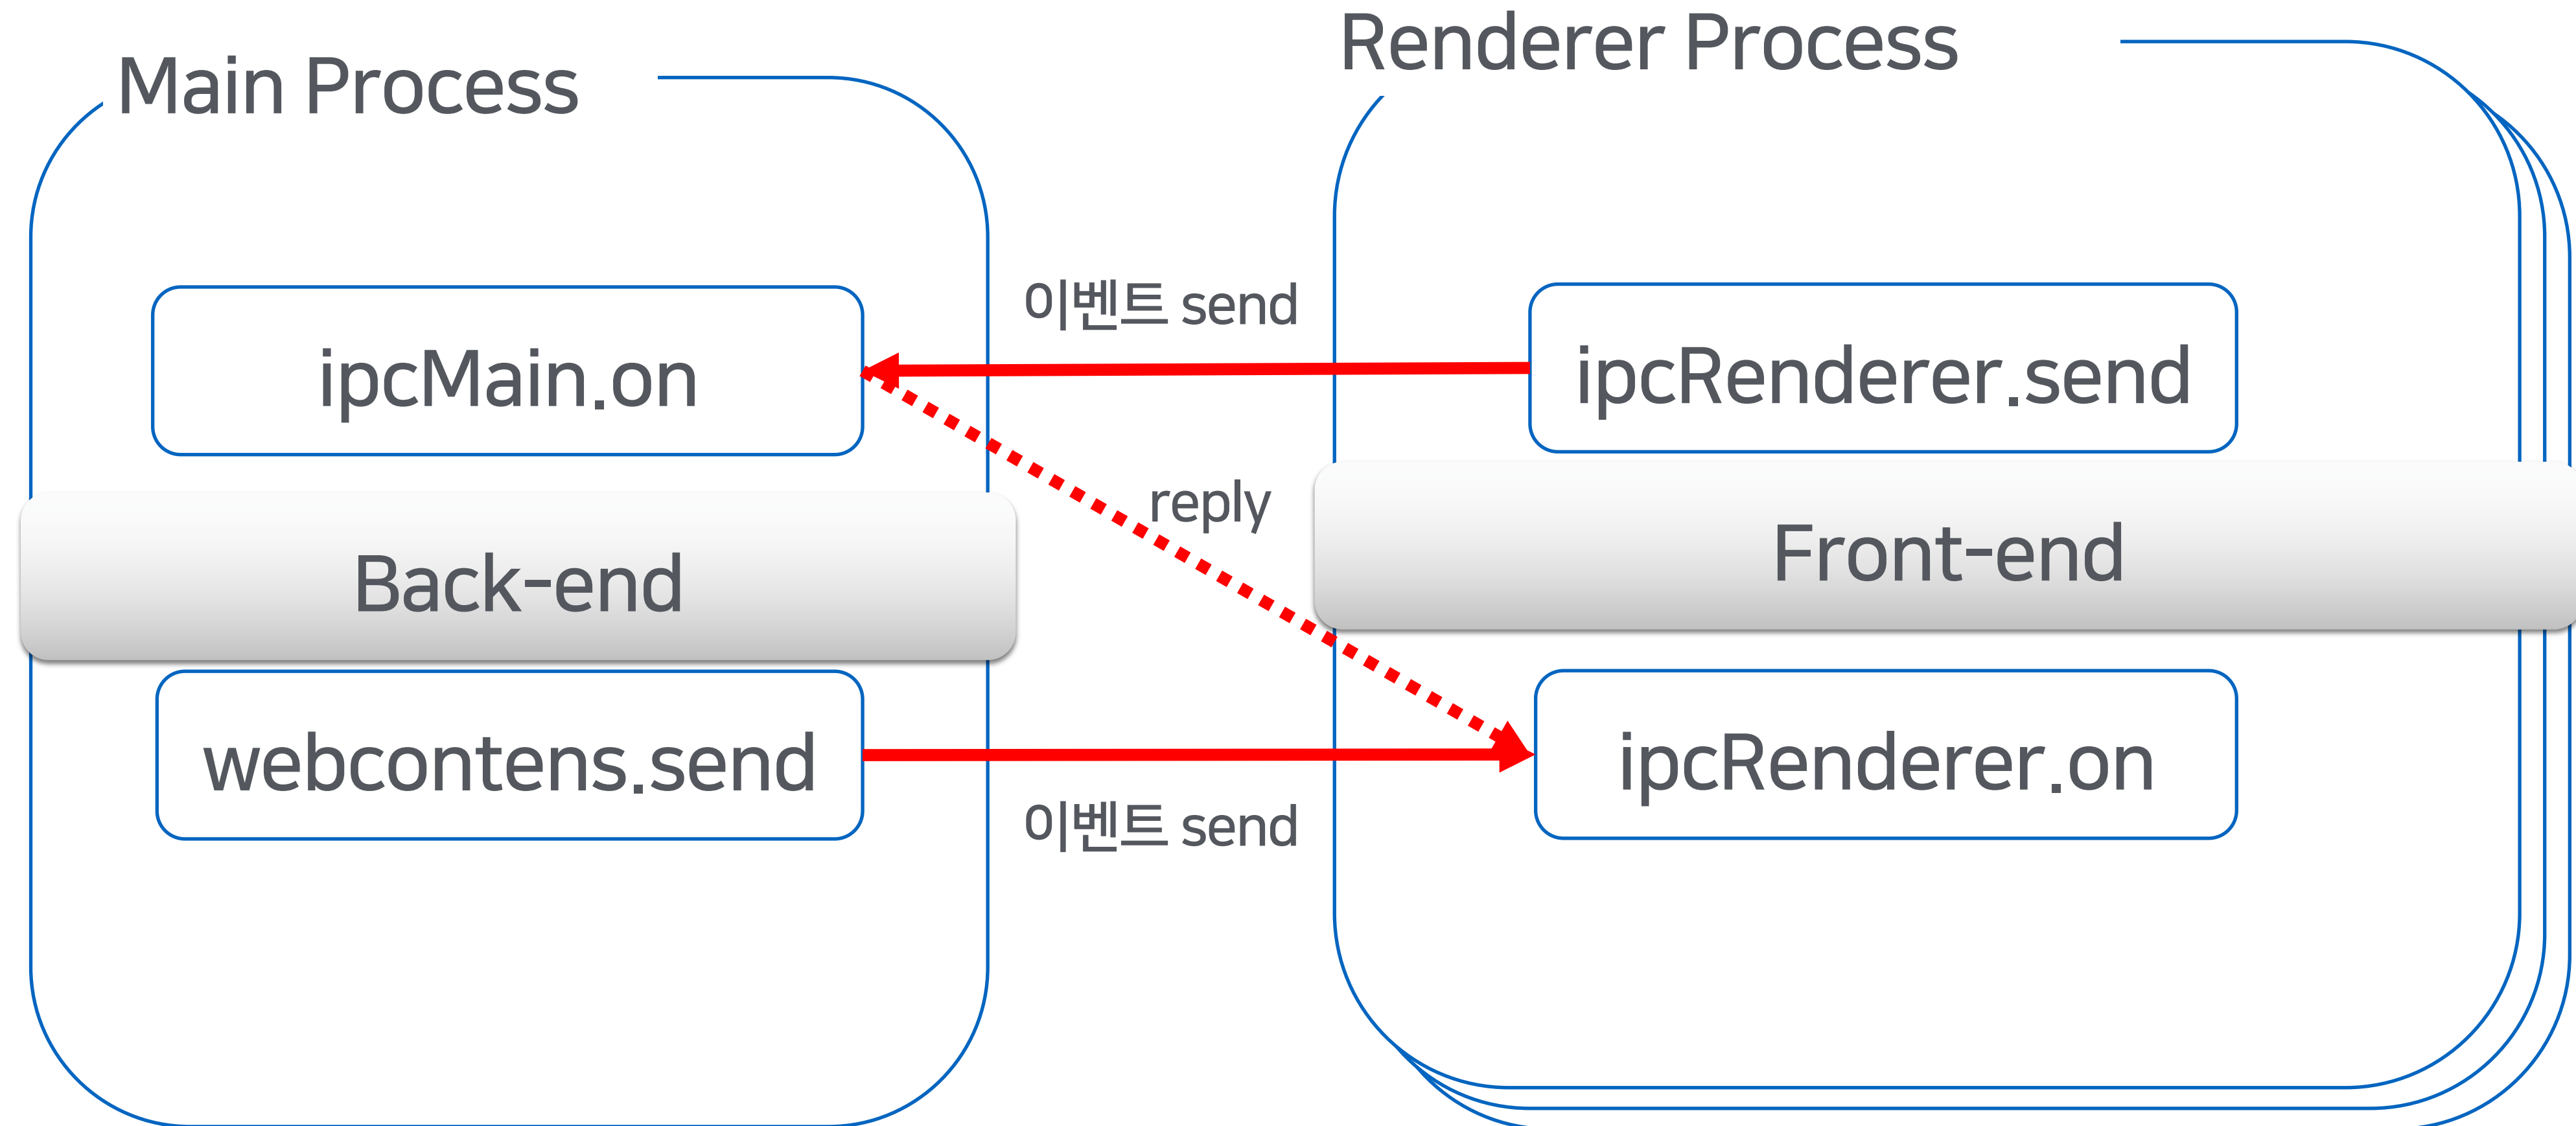 Main Process
Renderer Process
ipcMain.on
이벤트 send
ipcRenderer.send
reply
Back-end
Front-end
webcontens.send
이벤트 send
ipcRenderer.on